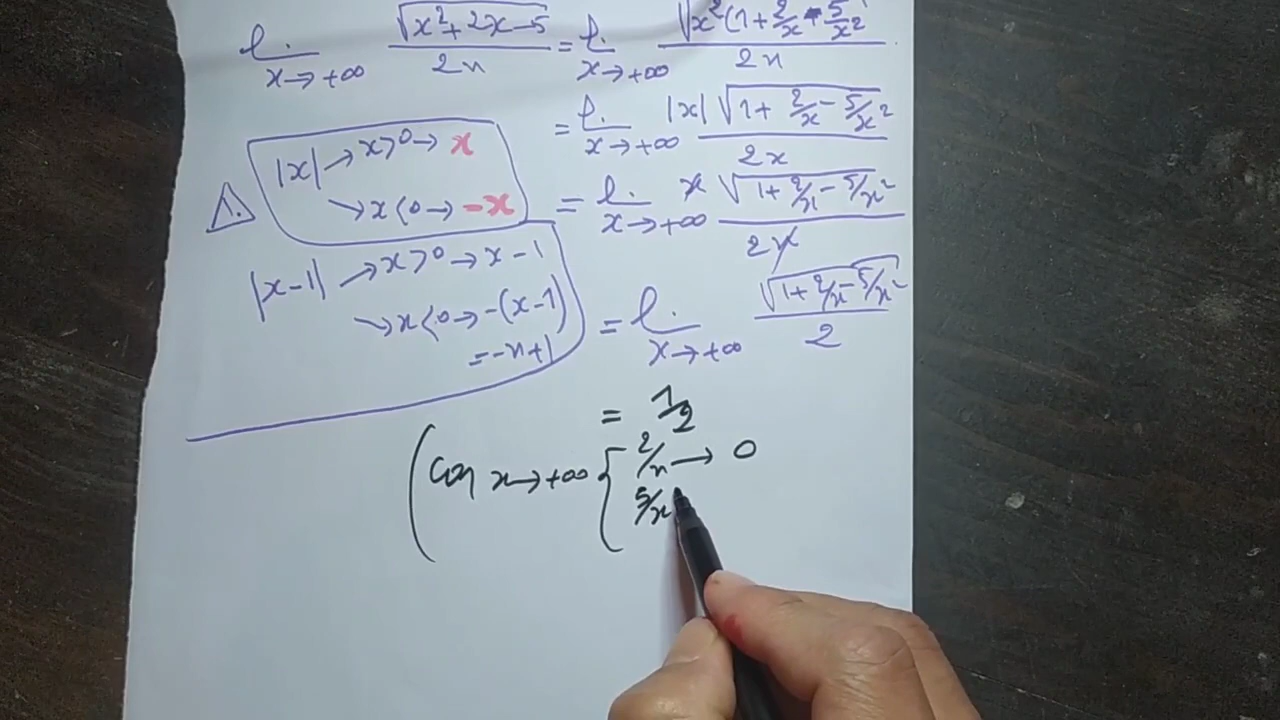 lim x→+∞ √(x²+2x-5) / 2x = lim x→+∞ √(x²(1+2/x-5/x²)) / 2x
= lim x→+∞ |x|√(1+2/x-5/x²) / 2x
|x| → x>0 → x
⚠ ↘ x<0 → -x
= lim x→+∞ x√(1+2/x-5/x²) / 2x
|x-1| → x>0 → x-1
↘ x<0 → -(x-1)
= -x+1
= lim x→+∞ √(1+2/x-5/x²) / 2
= 1/2
( x→+∞ { 2/x → 0
5/x